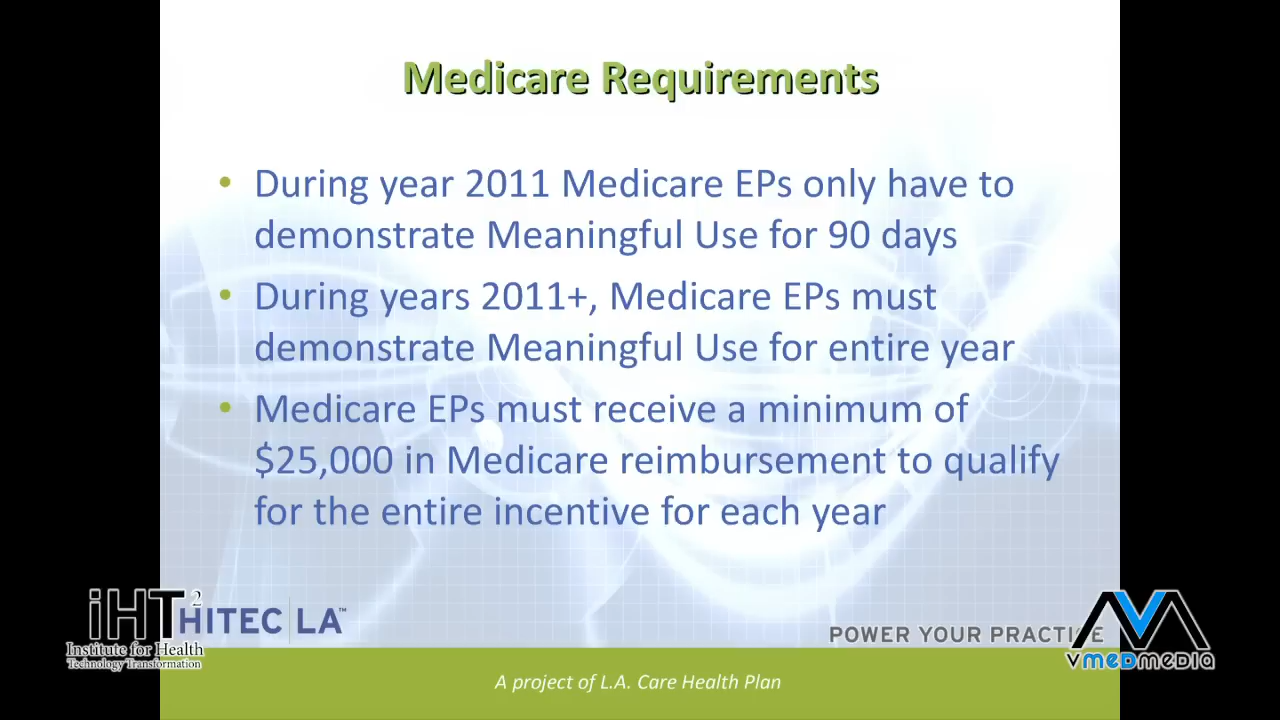 Medicare Requirements
• During year 2011 Medicare EPs only have to
demonstrate Meaningful Use for 90 days
• During years 2011+, Medicare EPs must
demonstrate Meaningful Use for entire year
• Medicare EPs must receive a minimum of
$25,000 in Medicare reimbursement to qualify
for the entire incentive for each year
iHT2
Institute for Health
Technology Transformation
HITEC LA™
POWER YOUR PRACTICE
vmedmedia
A project of L.A. Care Health Plan